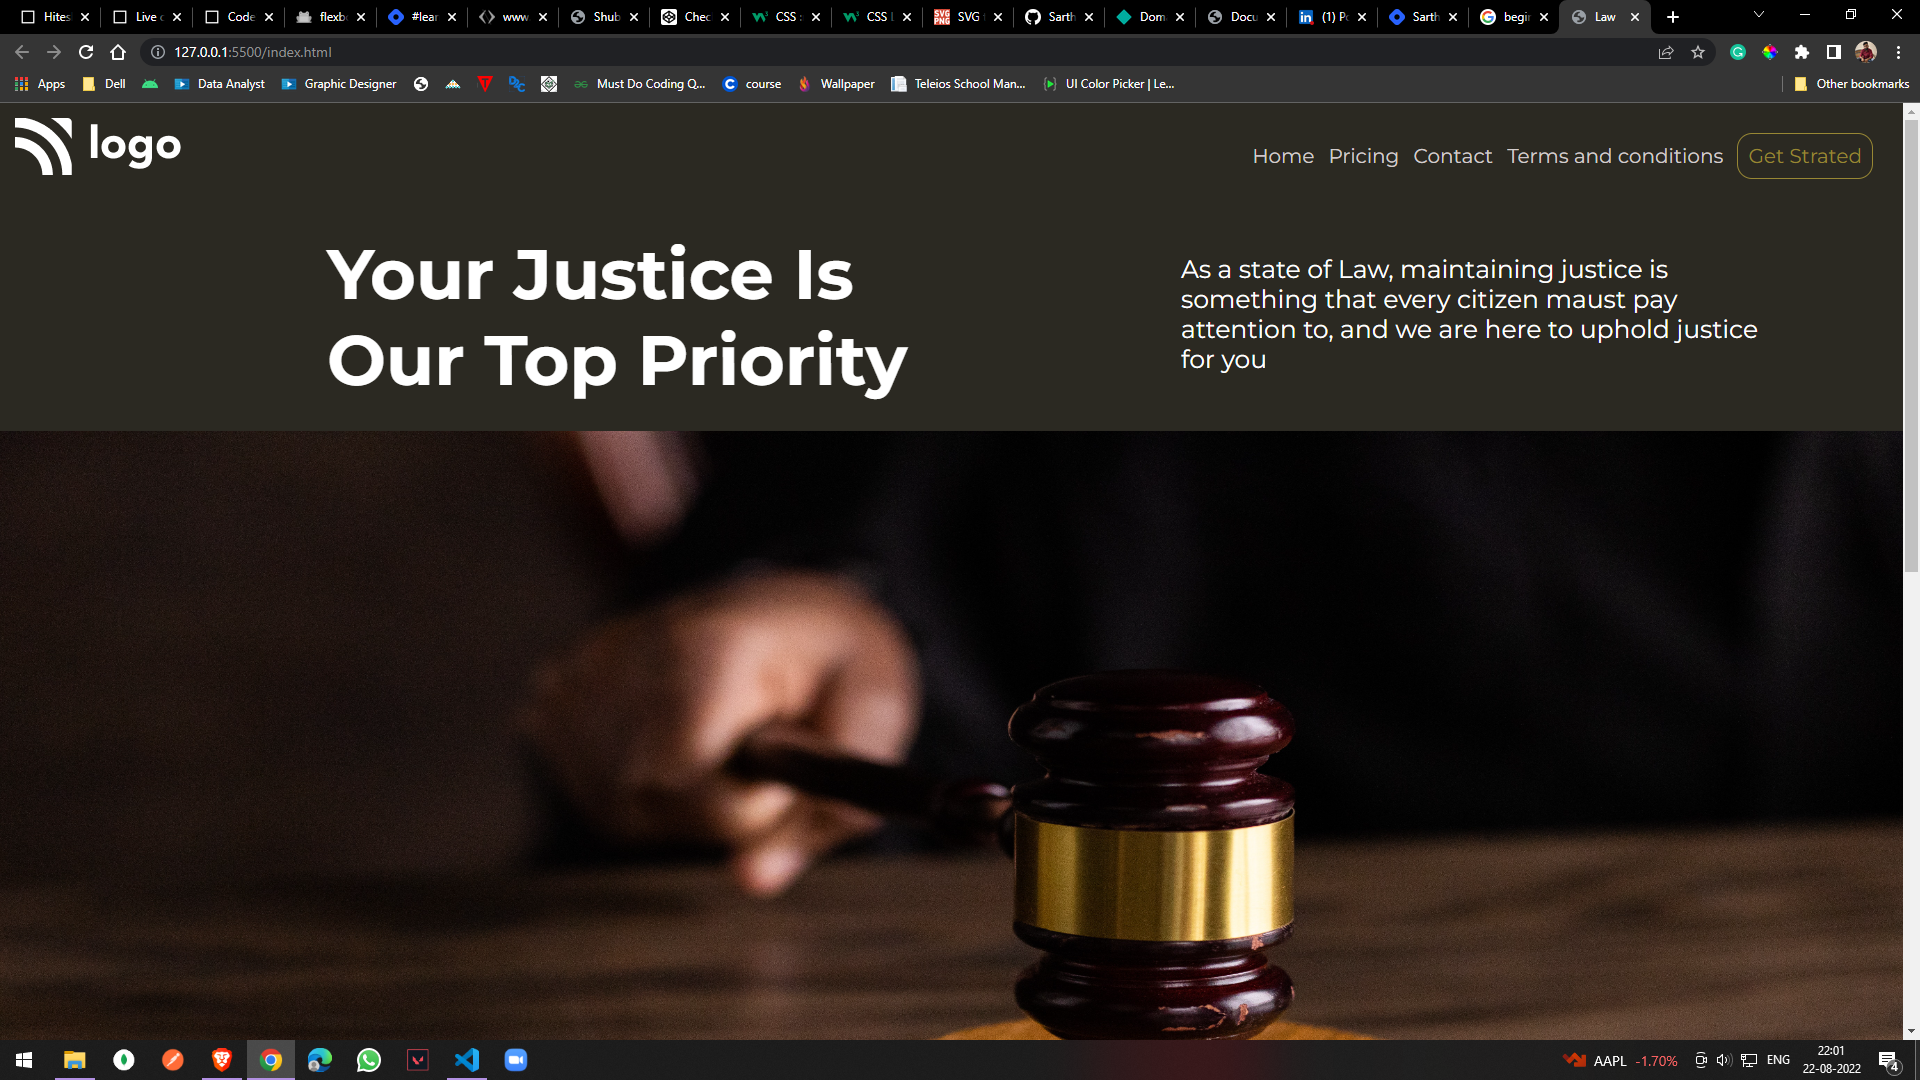 Hites
Live c
Code
flexb
#lear
www
Shub
Chec
CSS
CSS L
SVG
Sarth
Dom
Docu
(1) Po
Sarth
begir
Law
127.0.0.1:5500/index.html
Apps
Dell
Data Analyst
Graphic Designer
Must Do Coding Q...
course
Wallpaper
Teleios School Man...
UI Color Picker | Le...
Other bookmarks
logo
Home Pricing Contact Terms and conditions Get Strated
Your Justice Is
Our Top Priority
As a state of Law, maintaining justice is
something that every citizen maust pay
attention to, and we are here to uphold justice
for you
AAPL -1.70%
ENG
22:01
22-08-2022
4